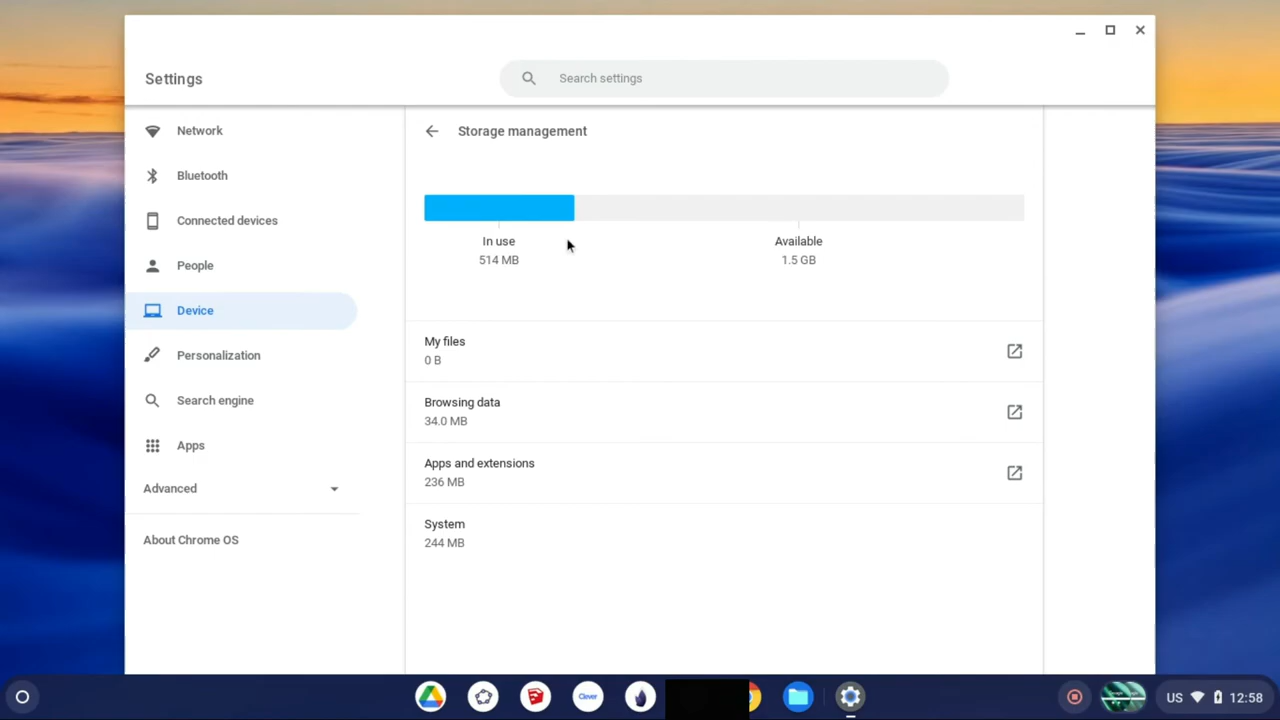 Settings
Search settings
Network
Bluetooth
Connected devices
People
Device
Personalization
Search engine
Apps
Advanced
About Chrome OS
Storage management
In use
514 MB
Available
1.5 GB
My files
0 B
Browsing data
34.0 MB
Apps and extensions
236 MB
System
244 MB
Clever
US 12:58